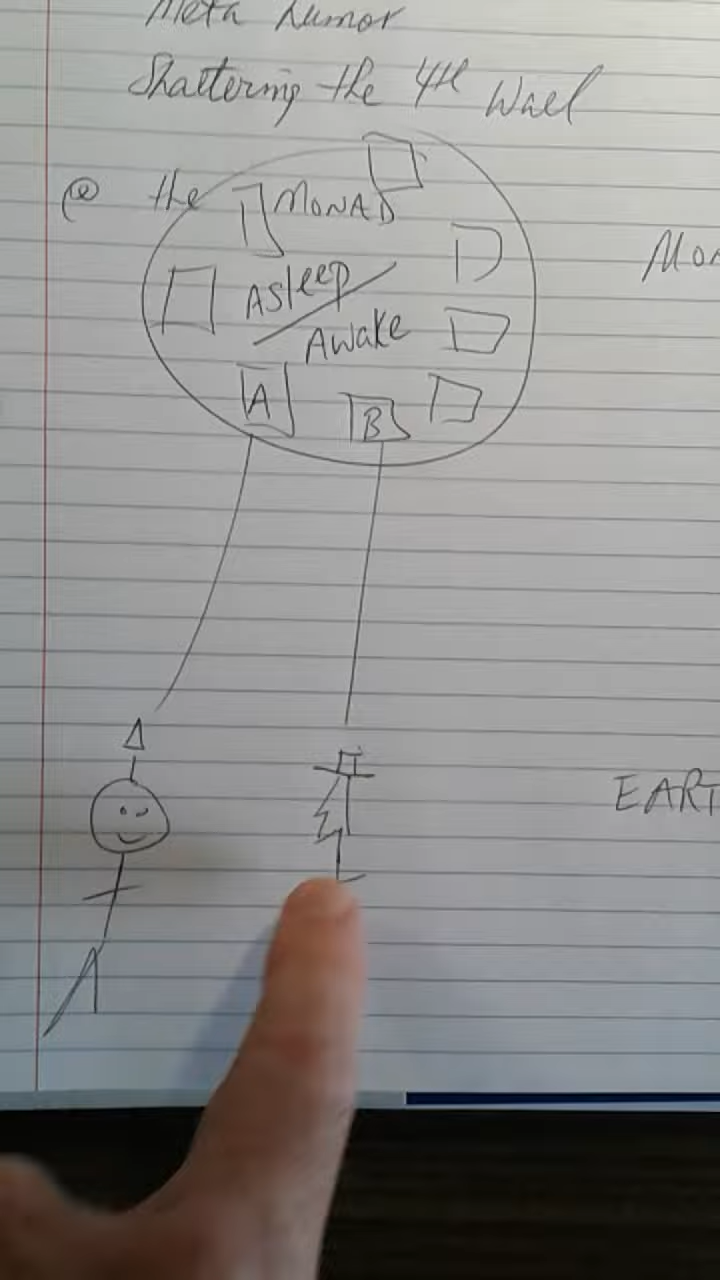 Meta humor
Shattering the 4th Wall
@ the MONAD
Asleep
Awake
A
B